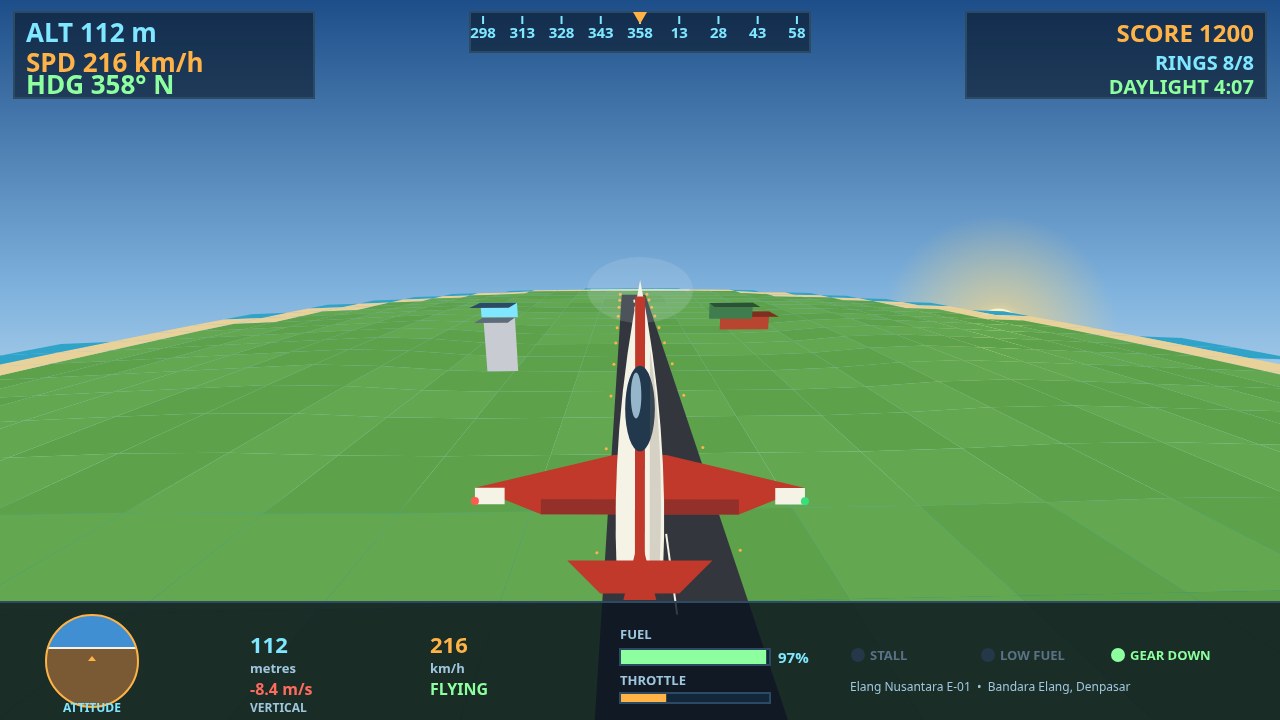 ALT 112 m
SPD 216 km/h
HDG 358° N
298 313 328 343 358 13 28 43 58
SCORE 1200
RINGS 8/8
DAYLIGHT 4:07
ATTITUDE
112
metres
-8.4 m/s
VERTICAL
216
km/h
FLYING
FUEL
97%
THROTTLE
STALL
LOW FUEL
GEAR DOWN
Elang Nusantara E-01 • Bandara Elang, Denpasar